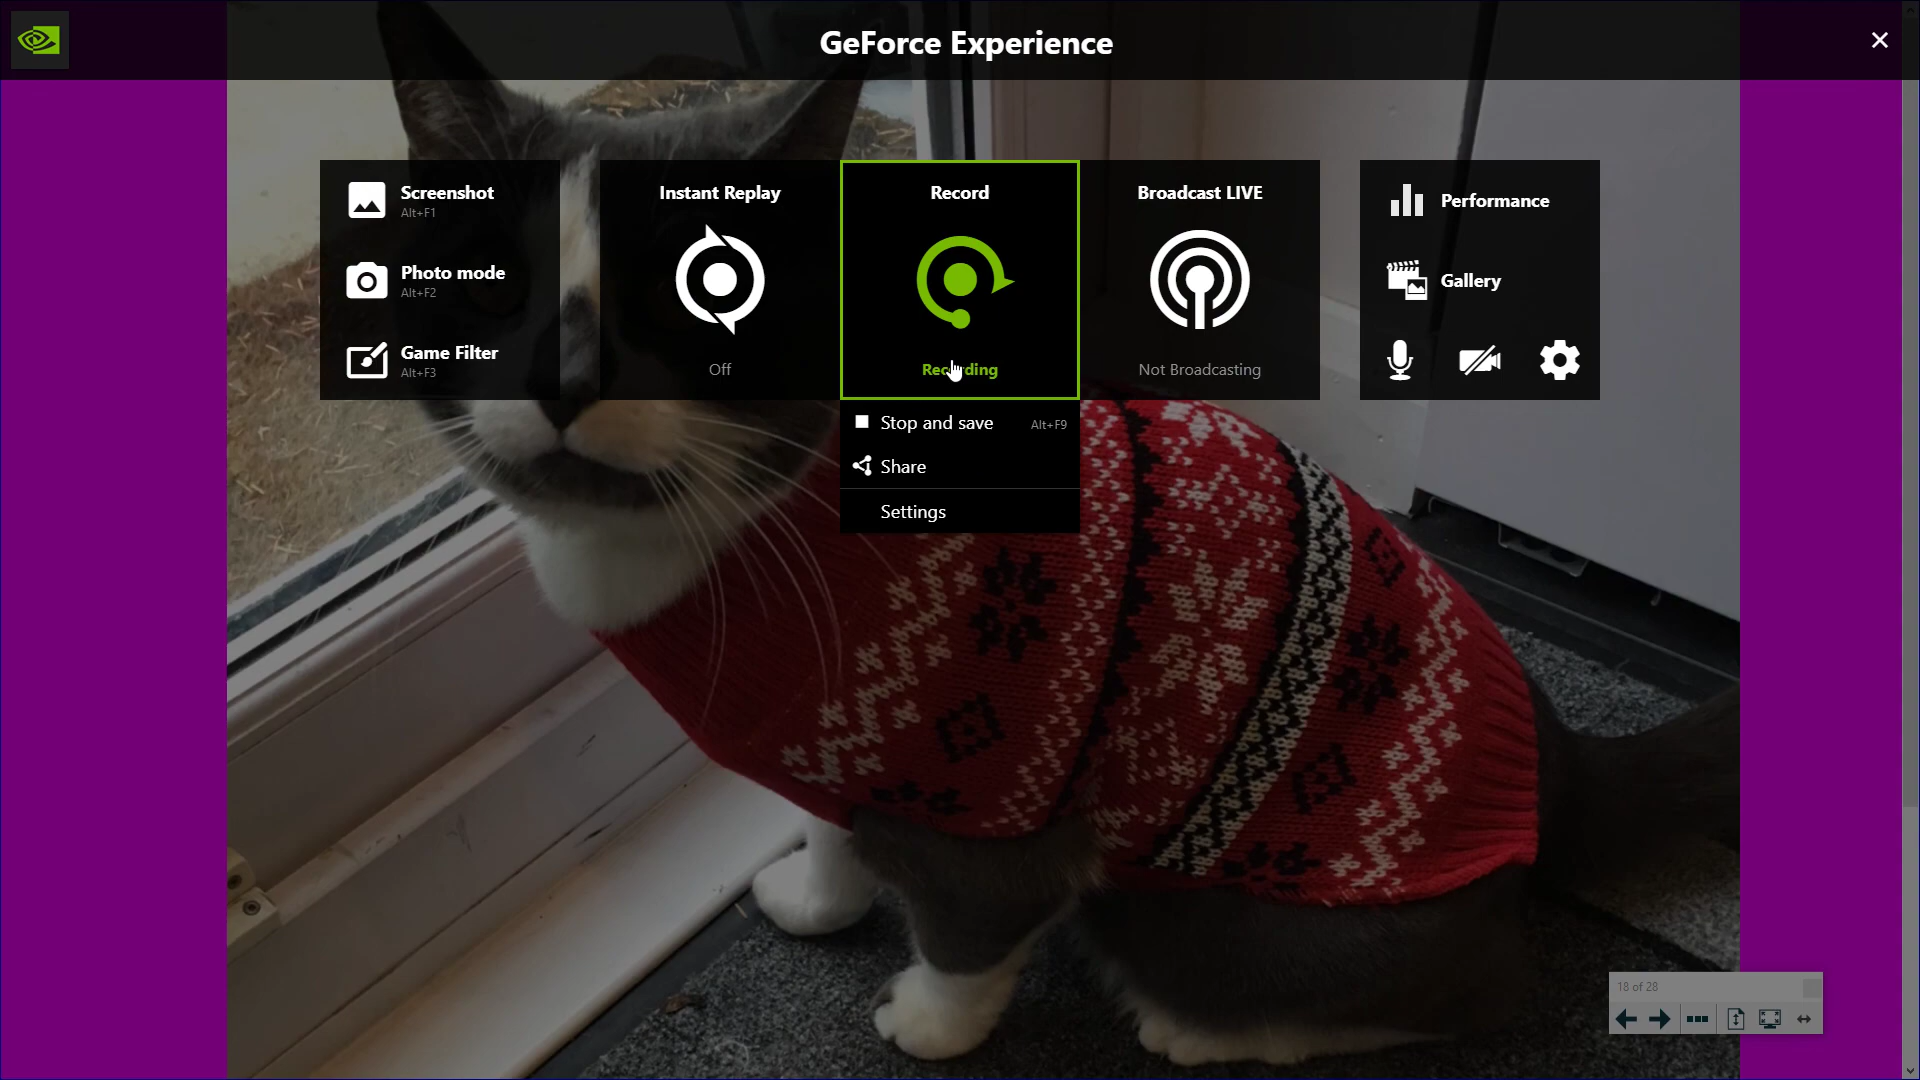 GeForce Experience
Screenshot
Alt+F1
Photo mode
Alt+F2
Game Filter
Alt+F3
Instant Replay
Off
Record
Recording
Stop and save Alt+F9
Share
Settings
Broadcast LIVE
Not Broadcasting
Performance
Gallery
18 of 28